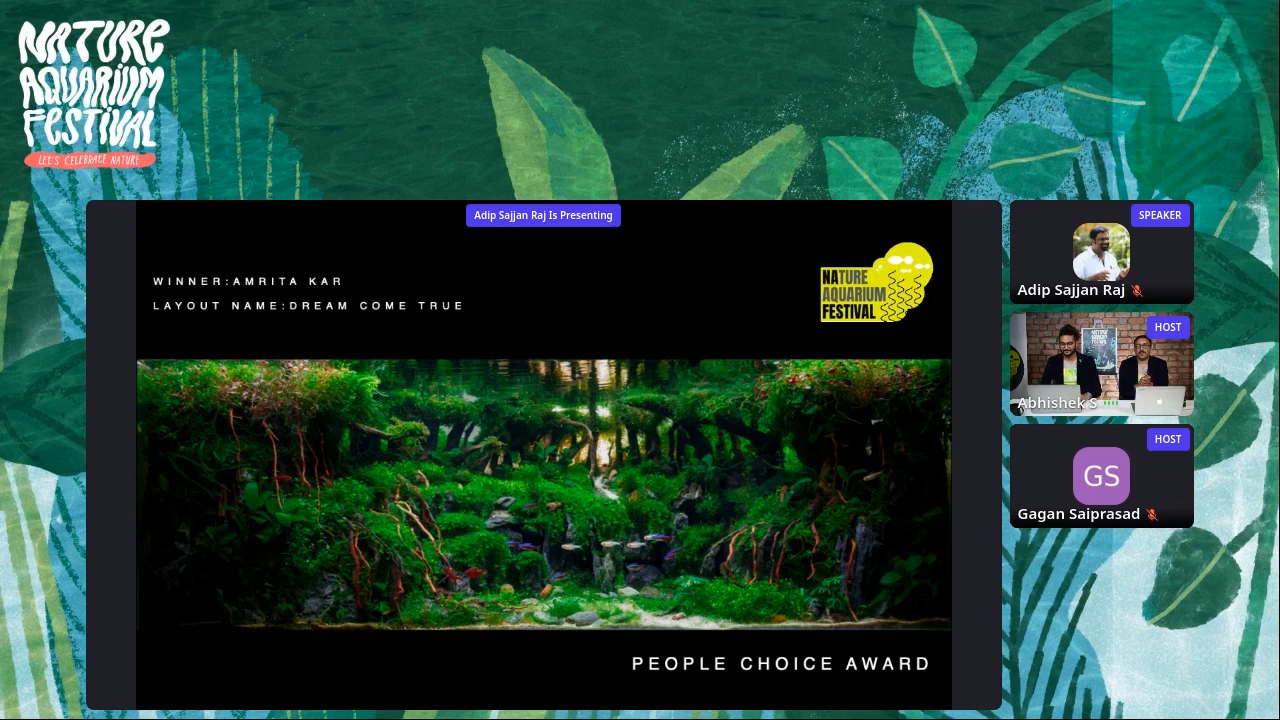 NATURE
AQUARIUM
FESTIVAL
LET'S CELEBRATE NATURE
Adip Sajjan Raj Is Presenting
WINNER:AMRITA KAR
LAYOUT NAME:DREAM COME TRUE
NATURE
AQUARIUM
FESTIVAL
PEOPLE CHOICE AWARD
SPEAKER
Adip Sajjan Raj
HOST
Abhishek S
HOST
GS
Gagan Saiprasad